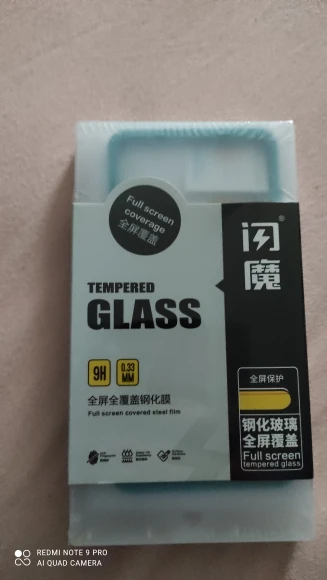 Full screen
coverage
全屏覆盖
闪
魔
®
TEMPERED
GLASS
9H
0.33
MM
全屏全覆盖钢化膜
Full screen covered steel film
全屏保护
钢化玻璃
全屏覆盖
Full screen
tempered glass
REDMI NOTE 9 PRO
AI QUAD CAMERA